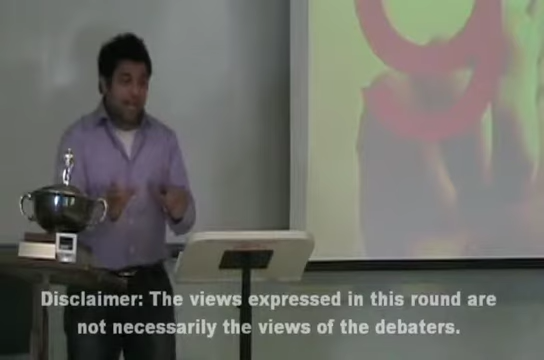 Disclaimer: The views expressed in this round are
not necessarily the views of the debaters.